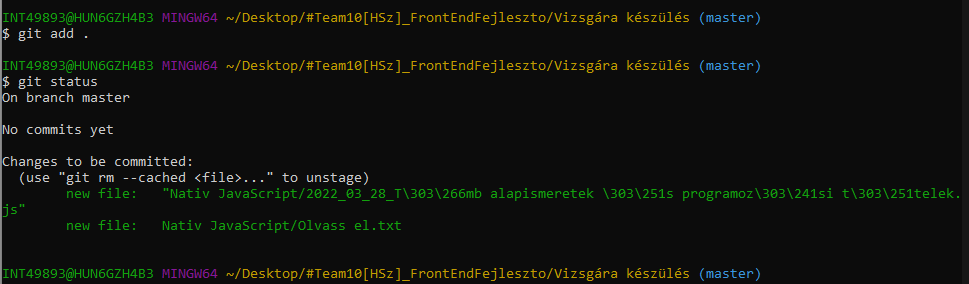 INT49893@HUN6GZH4B3 MINGW64 ~/Desktop/#Team10[HSz]_FrontEndFejleszto/Vizsgára készülés (master)
$ git add .
INT49893@HUN6GZH4B3 MINGW64 ~/Desktop/#Team10[HSz]_FrontEndFejleszto/Vizsgára készülés (master)
$ git status
On branch master
No commits yet
Changes to be committed:
  (use "git rm --cached <file>..." to unstage)
        new file:   "Nativ JavaScript/2022_03_28_T\303\266mb alapismeretek \303\251s programoz\303\241si t\303\251telek.
js"
        new file:   Nativ JavaScript/Olvass el.txt
INT49893@HUN6GZH4B3 MINGW64 ~/Desktop/#Team10[HSz]_FrontEndFejleszto/Vizsgára készülés (master)